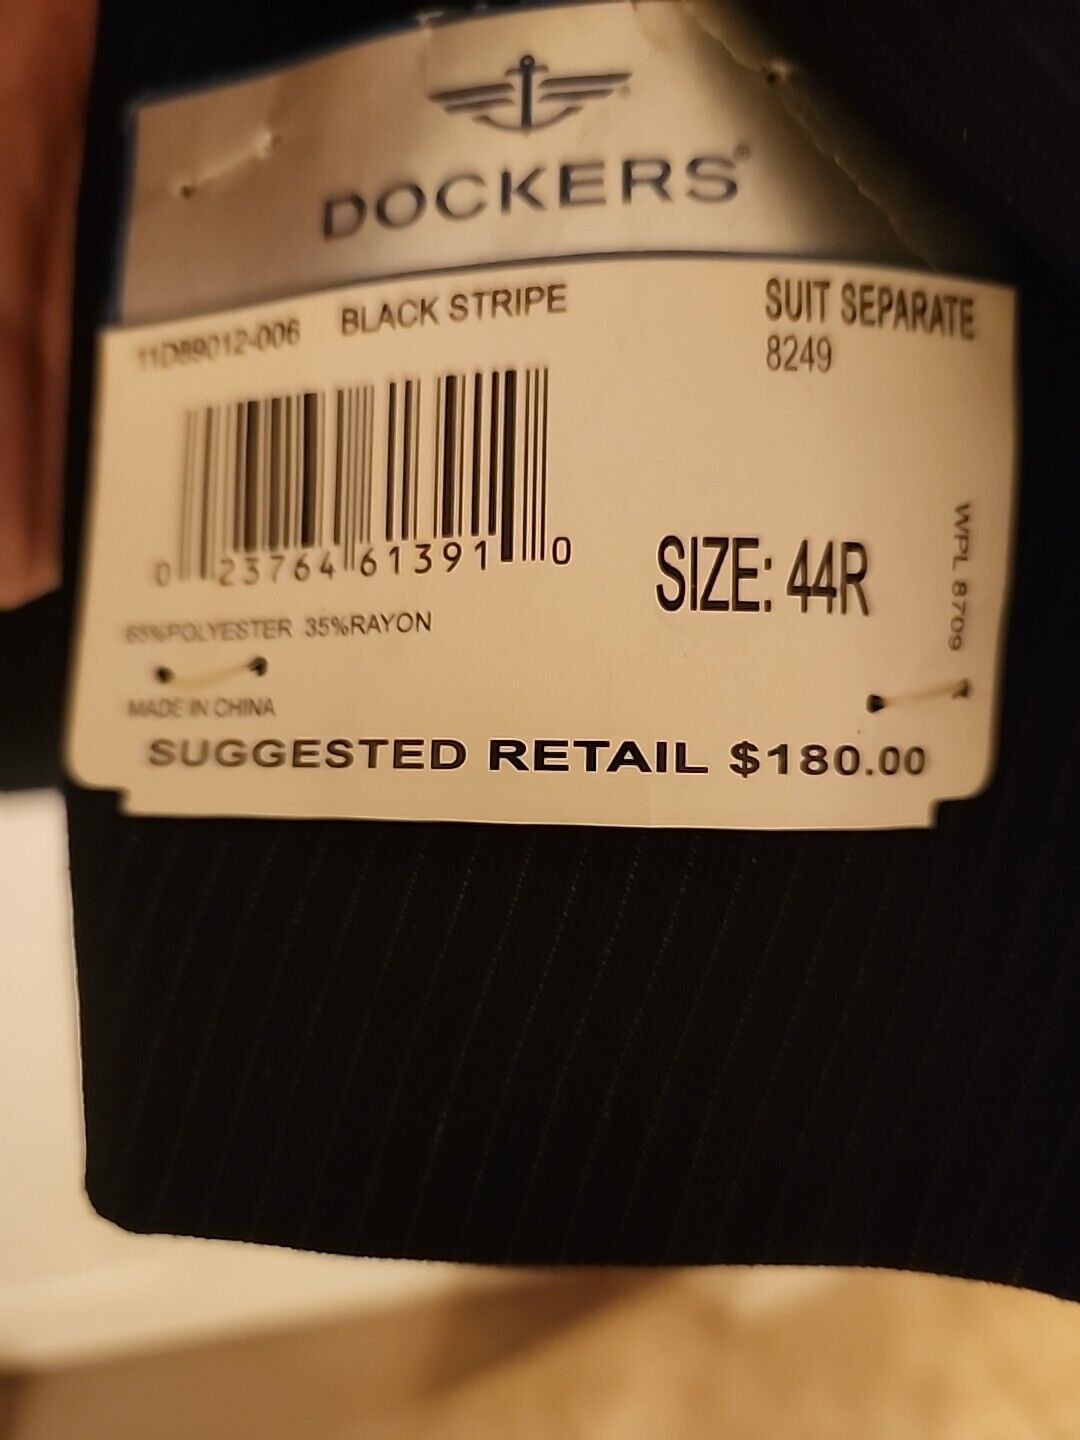 DOCKERS®
11D89012-006 BLACK STRIPE
SUIT SEPARATE
8249
0 23764 61391 0
SIZE: 44R
WPL 8709
65%POLYESTER 35%RAYON
MADE IN CHINA
SUGGESTED RETAIL $180.00